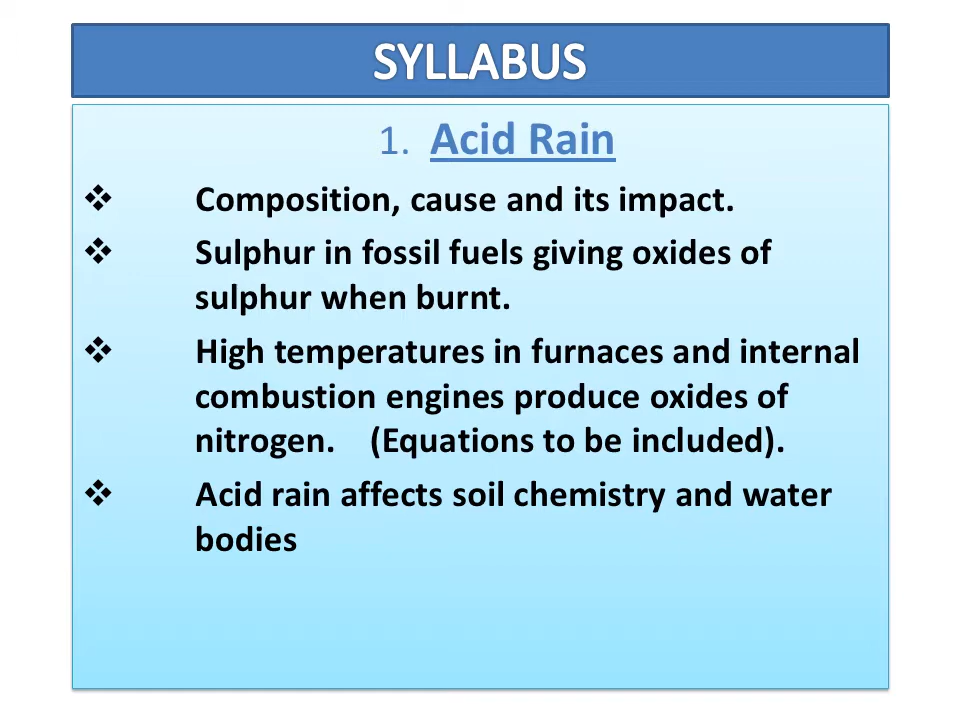 SYLLABUS
1. Acid Rain
❖ Composition, cause and its impact.
❖ Sulphur in fossil fuels giving oxides of
sulphur when burnt.
❖ High temperatures in furnaces and internal
combustion engines produce oxides of
nitrogen. (Equations to be included).
❖ Acid rain affects soil chemistry and water
bodies